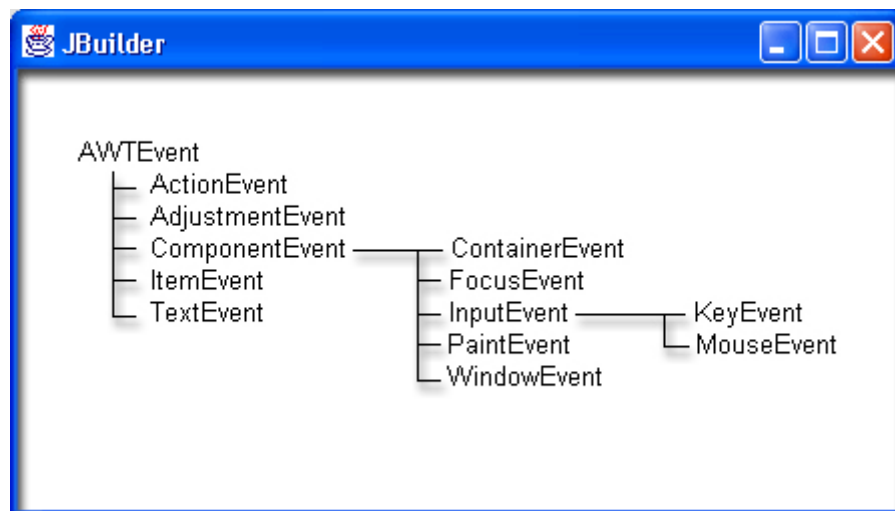 JBuilder
AWTEvent
ActionEvent
AdjustmentEvent
ComponentEvent ContainerEvent
ItemEvent FocusEvent
TextEvent InputEvent KeyEvent
PaintEvent MouseEvent
WindowEvent